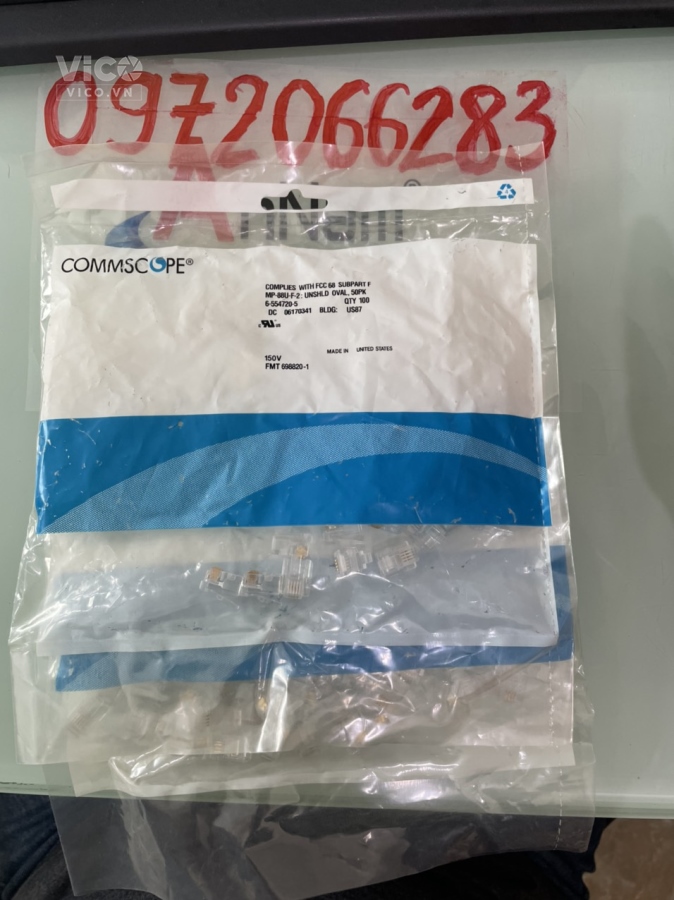 ViCO
VICO.VN
0972066283
AnNam®
COMMSCOPE®
COMPLIES WITH FCC 68 SUBPART F
MP-88U-F-2: UNSHLD OVAL, 50PK
6-554720-5 QTY 100
DC 06170341 BLDG: US87
MADE IN UNITED STATES
150V
FMT 698820-1